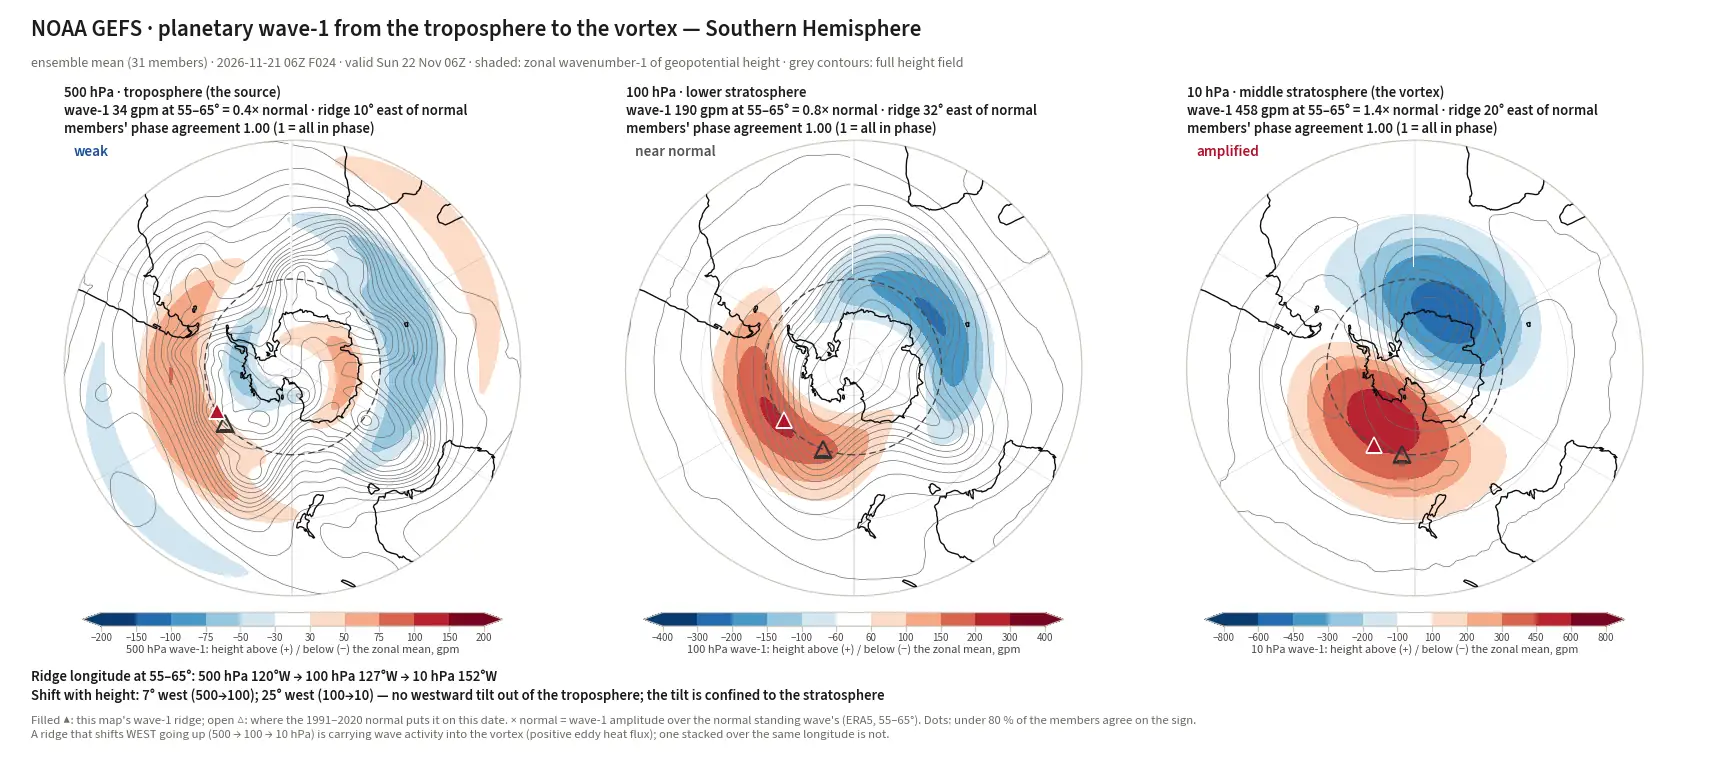 NOAA GEFS · planetary wave-1 from the troposphere to the vortex — Southern Hemisphere
ensemble mean (31 members) · 2026-11-21 06Z F024 · valid Sun 22 Nov 06Z · shaded: zonal wavenumber-1 of geopotential height · grey contours: full height field
500 hPa · troposphere (the source)
wave-1 34 gpm at 55–65° = 0.4× normal · ridge 10° east of normal
members' phase agreement 1.00 (1 = all in phase)
weak
100 hPa · lower stratosphere
wave-1 190 gpm at 55–65° = 0.8× normal · ridge 32° east of normal
members' phase agreement 1.00 (1 = all in phase)
near normal
10 hPa · middle stratosphere (the vortex)
wave-1 458 gpm at 55–65° = 1.4× normal · ridge 20° east of normal
members' phase agreement 1.00 (1 = all in phase)
amplified
−200 −150 −100 −75 −50 −30 30 50 75 100 150 200
500 hPa wave-1: height above (+) / below (−) the zonal mean, gpm
−400 −300 −200 −150 −100 −60 60 100 150 200 300 400
100 hPa wave-1: height above (+) / below (−) the zonal mean, gpm
−800 −600 −450 −300 −200 −100 100 200 300 450 600 800
10 hPa wave-1: height above (+) / below (−) the zonal mean, gpm
Ridge longitude at 55–65°: 500 hPa 120°W → 100 hPa 127°W → 10 hPa 152°W
Shift with height: 7° west (500→100); 25° west (100→10) — no westward tilt out of the troposphere; the tilt is confined to the stratosphere
Filled ▲: this map's wave-1 ridge; open △: where the 1991–2020 normal puts it on this date. × normal = wave-1 amplitude over the normal standing wave's (ERA5, 55–65°). Dots: under 80 % of the members agree on the sign.
A ridge that shifts WEST going up (500 → 100 → 10 hPa) is carrying wave activity into the vortex (positive eddy heat flux); one stacked over the same longitude is not.